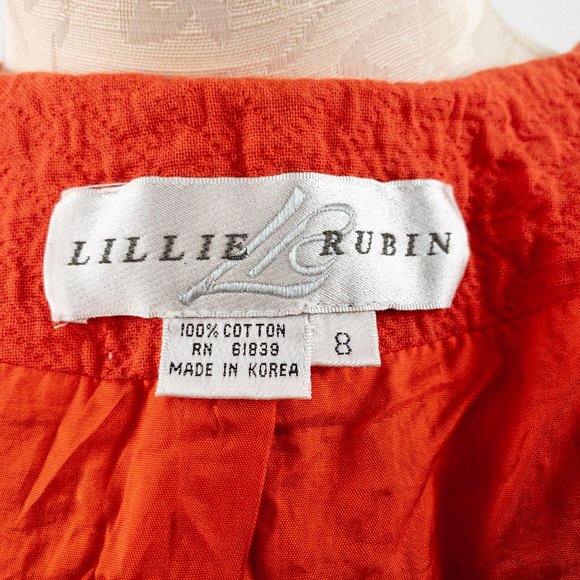 LILLIE LR RUBIN
100% COTTON
RN 61839
MADE IN KOREA
8